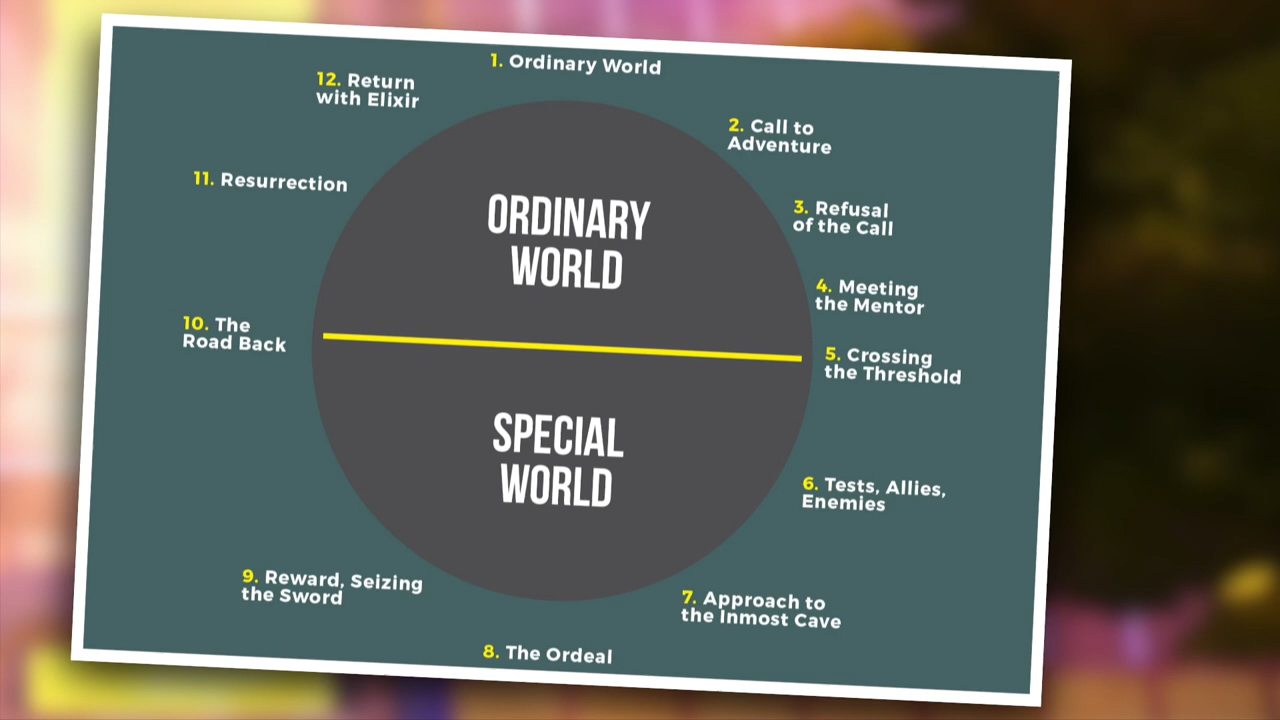 1. Ordinary World
2. Call to
Adventure
3. Refusal
of the Call
4. Meeting
the Mentor
5. Crossing
the Threshold
6. Tests, Allies,
Enemies
7. Approach to
the Inmost Cave
8. The Ordeal
9. Reward, Seizing
the Sword
10. The
Road Back
11. Resurrection
12. Return
with Elixir
ORDINARY
WORLD
SPECIAL
WORLD